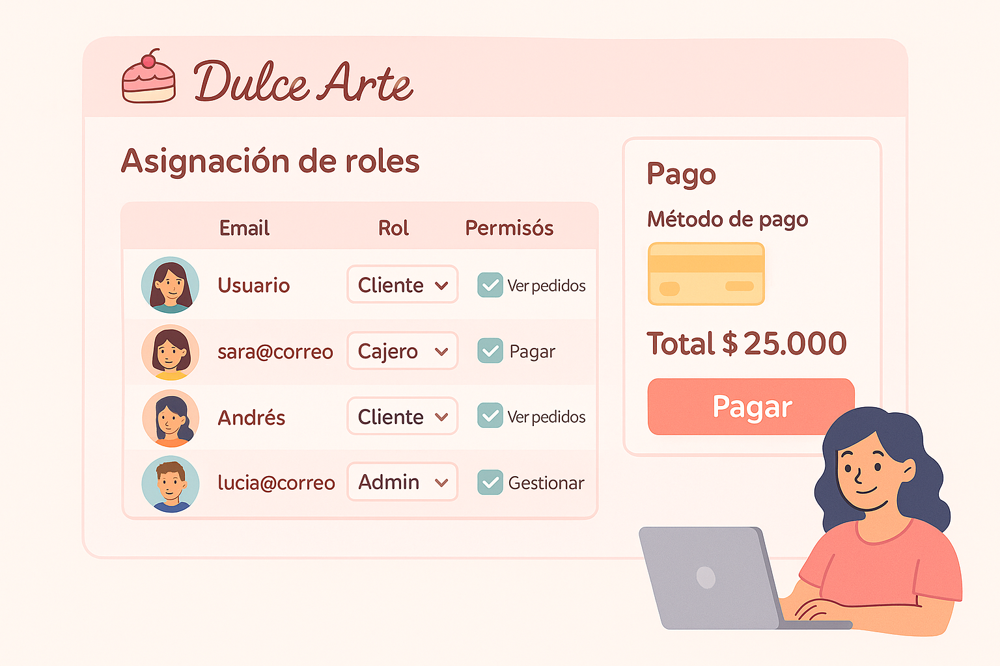 Dulce Arte
Asignación de roles
Email Rol Permisós
Usuario Cliente Ver pedidos
sara@correo Cajero Pagar
Andrés Cliente Ver pedidos
lucia@correo Admin Gestionar
Pago
Método de pago
Total $ 25.000
Pagar